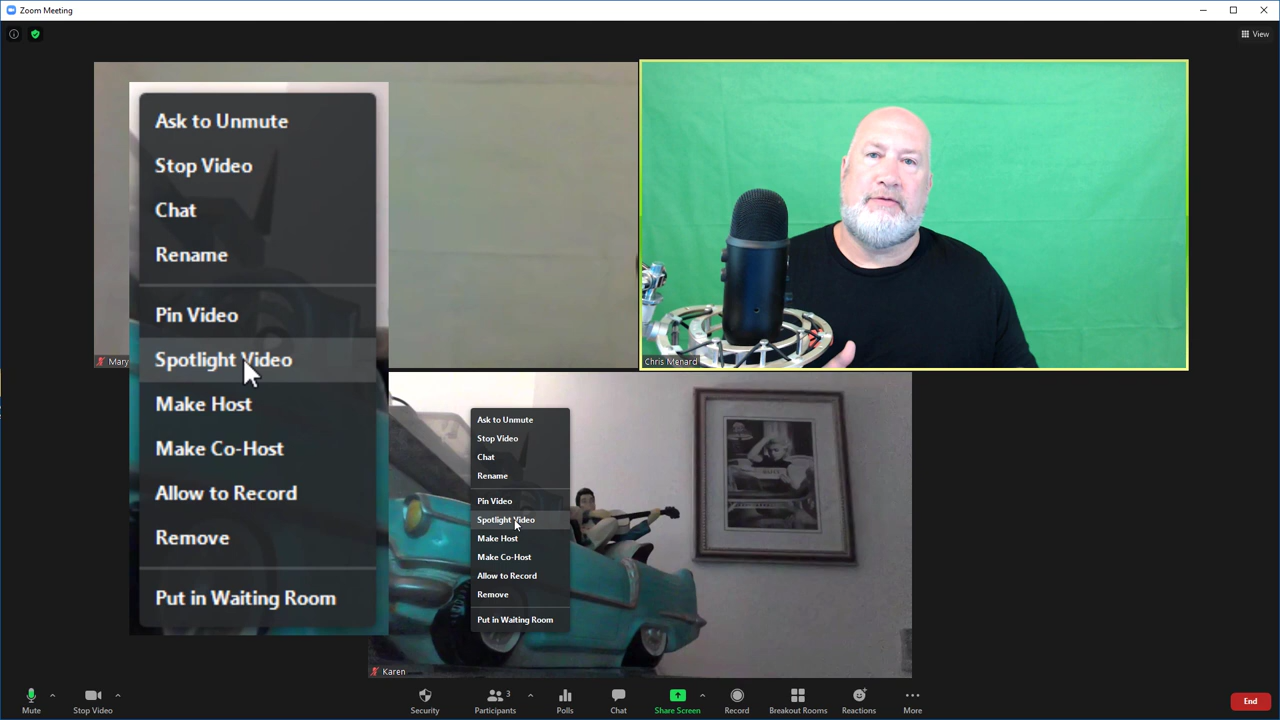 Zoom Meeting
View
Ask to Unmute
Stop Video
Chat
Rename
Pin Video
Spotlight Video
Make Host
Make Co-Host
Allow to Record
Remove
Put in Waiting Room
Mary
Chris Menard
Ask to Unmute
Stop Video
Chat
Rename
Pin Video
Spotlight Video
Make Host
Make Co-Host
Allow to Record
Remove
Put in Waiting Room
Karen
Mute
Stop Video
Security
Participants 3
Polls
Chat
Share Screen
Record
Breakout Rooms
Reactions
More
End